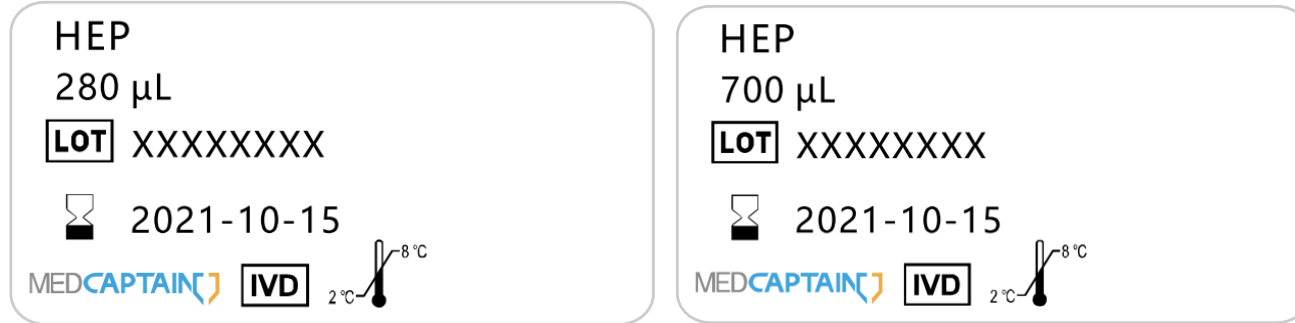 HEP
280 μL
LOT XXXXXXXX
2021-10-15
MEDCAPTAIN IVD 2℃ 8℃
HEP
700 μL
LOT XXXXXXXX
2021-10-15
MEDCAPTAIN IVD 2℃ 8℃